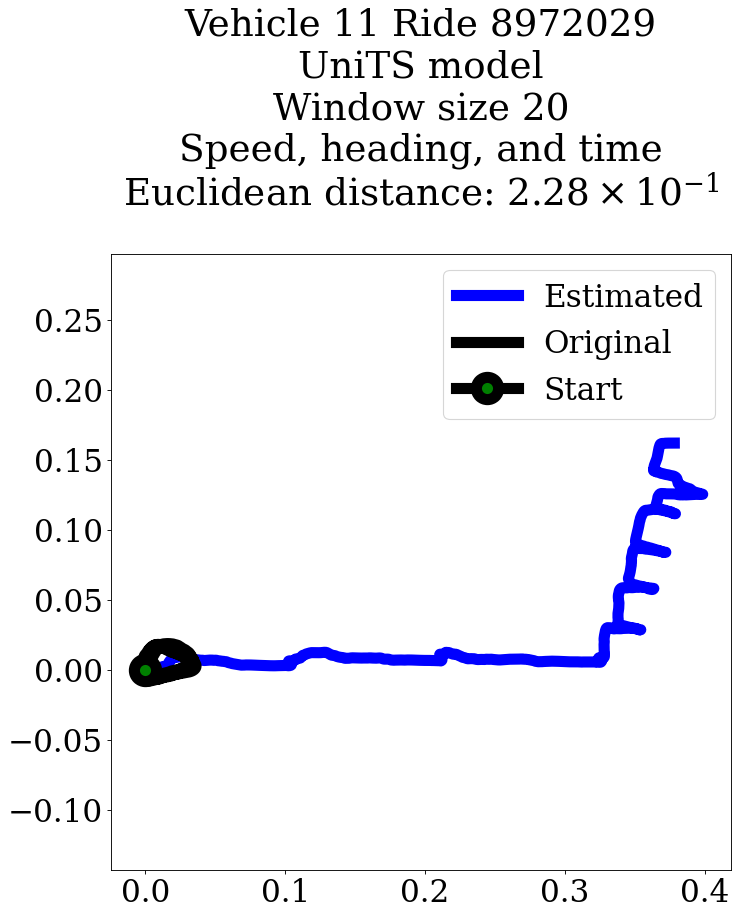 Vehicle 11 Ride 8972029
UniTS model
Window size 20
Speed, heading, and time
Euclidean distance: 2.28 × 10⁻¹
Estimated
Original
Start
0.25
0.20
0.15
0.10
0.05
0.00
−0.05
−0.10
0.0 0.1 0.2 0.3 0.4